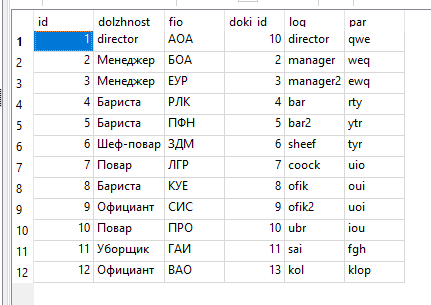 id dolzhnost fio doki_id log par
1 1 director АОА 10 director qwe
2 2 Менеджер БОА 2 manager weq
3 3 Менеджер ЕУР 3 manager2 ewq
4 4 Бариста РЛК 4 bar rty
5 5 Бариста ПФН 5 bar2 ytr
6 6 Шеф-повар ЗДМ 6 sheef tyr
7 7 Повар ЛГР 7 coock uio
8 8 Бариста КУЕ 8 ofik oui
9 9 Официант СИС 9 ofik2 uoi
10 10 Повар ПРО 10 ubr iou
11 11 Уборщик ГАИ 11 sai fgh
12 12 Официант ВАО 13 kol klop